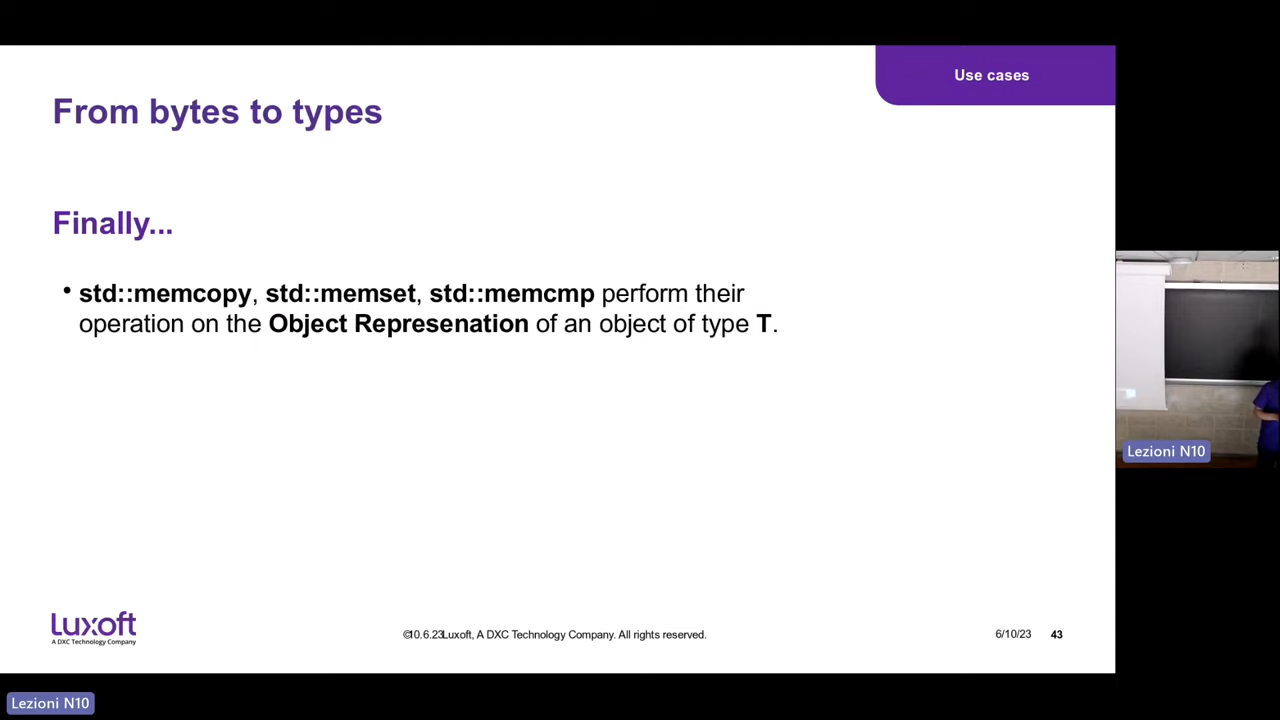 Use cases
From bytes to types
Finally...
• std::memcopy, std::memset, std::memcmp perform their
operation on the Object Represenation of an object of type T.
Luxoft
A DXC Technology Company
©10.6.23Luxoft, A DXC Technology Company. All rights reserved.
6/10/23 43
Lezioni N10
Lezioni N10